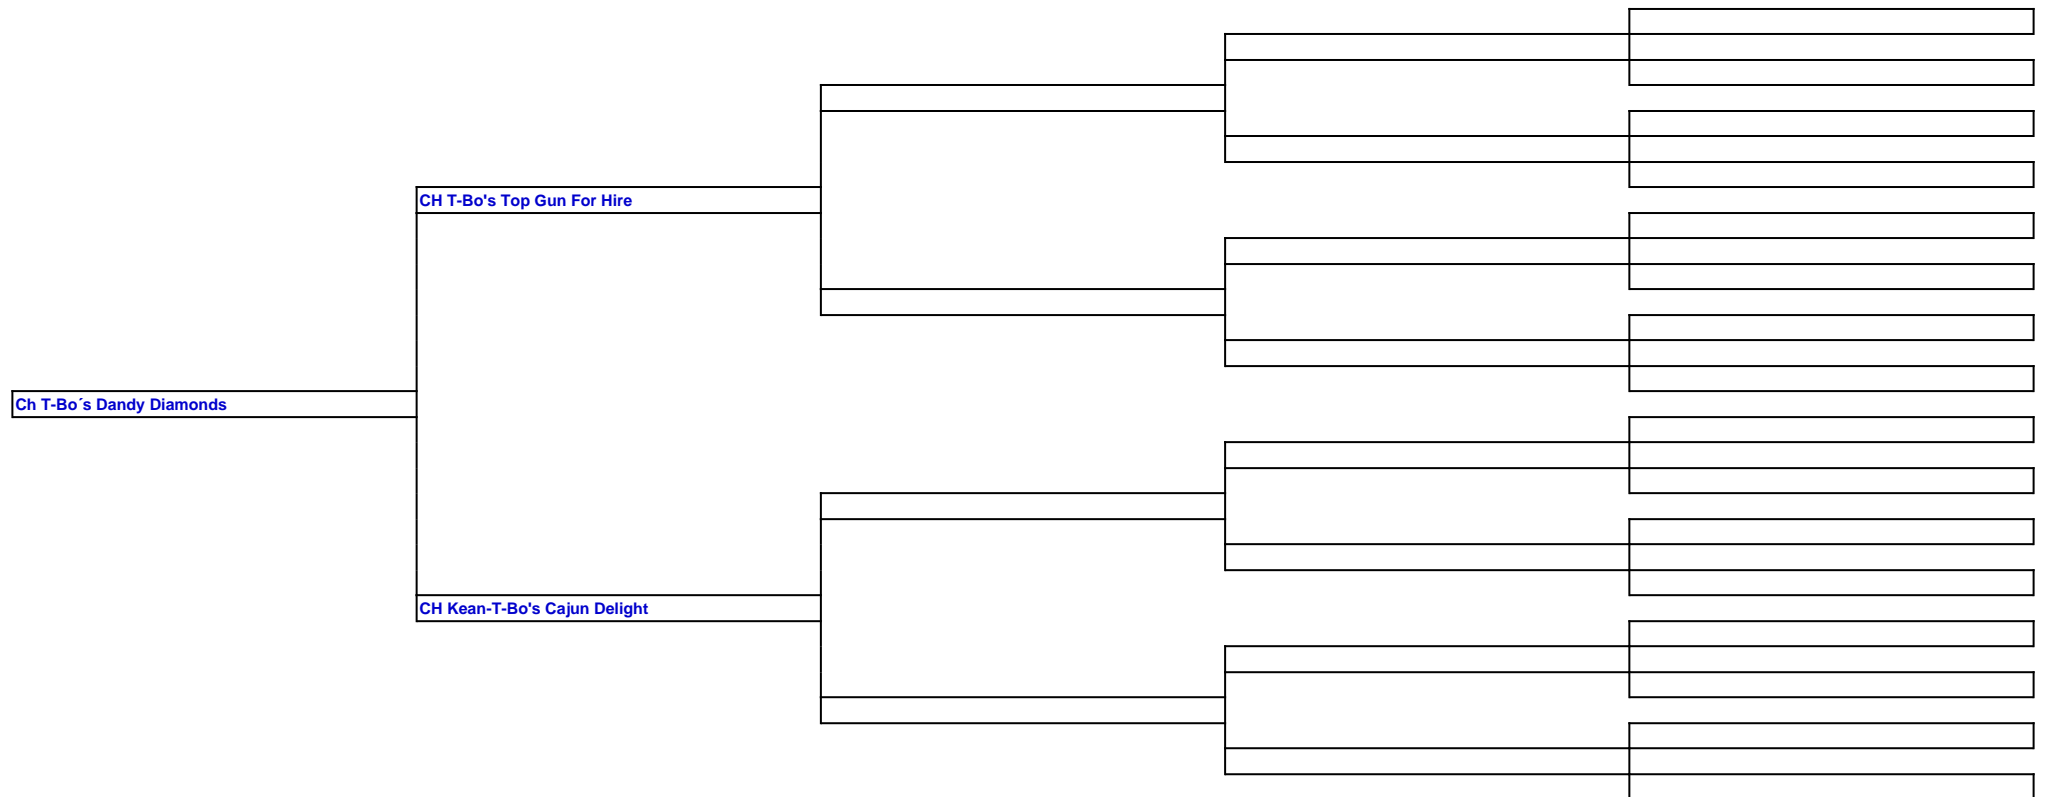 CH T-Bo's Top Gun For Hire
Ch T-Bo´s Dandy Diamonds
CH Kean-T-Bo's Cajun Delight